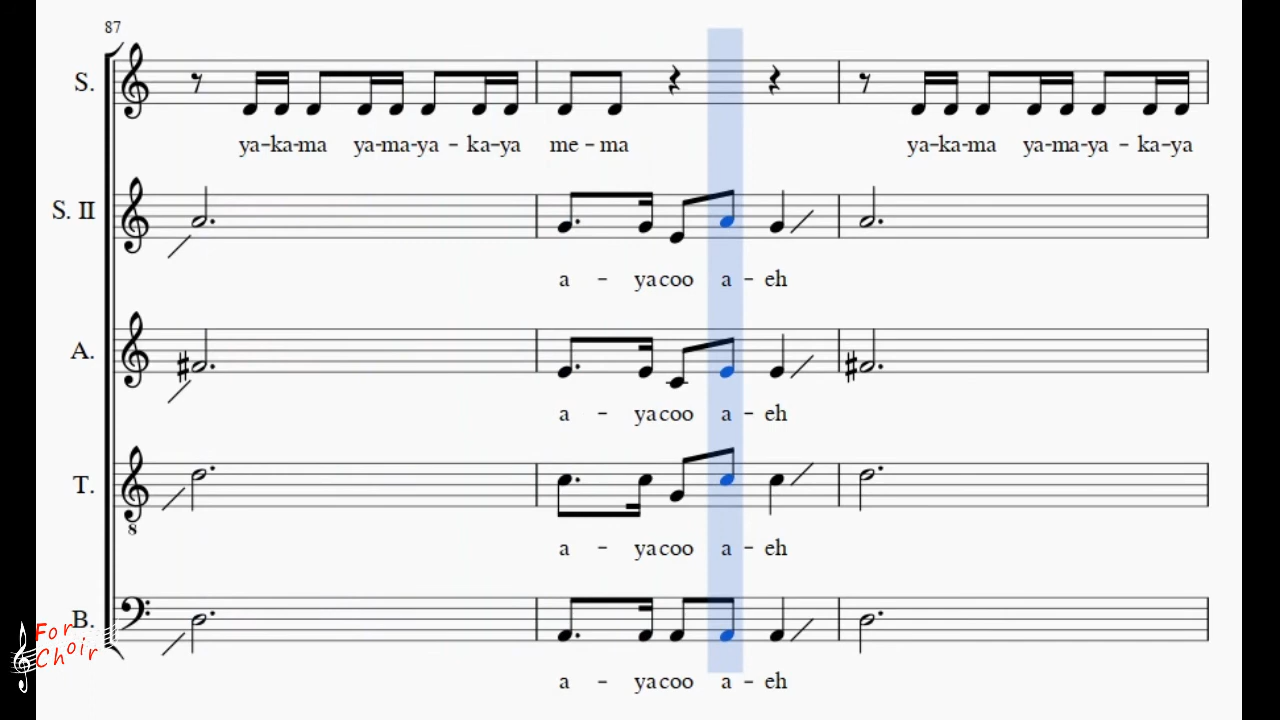 87
S.
ya-ka-ma ya-ma-ya - ka-ya me - ma ya-ka-ma ya-ma-ya - ka-ya
S. II
a - yacoo a - eh
A.
a - yacoo a - eh
T.
8
a - yacoo a - eh
B.
For
Choir
a - yacoo a - eh